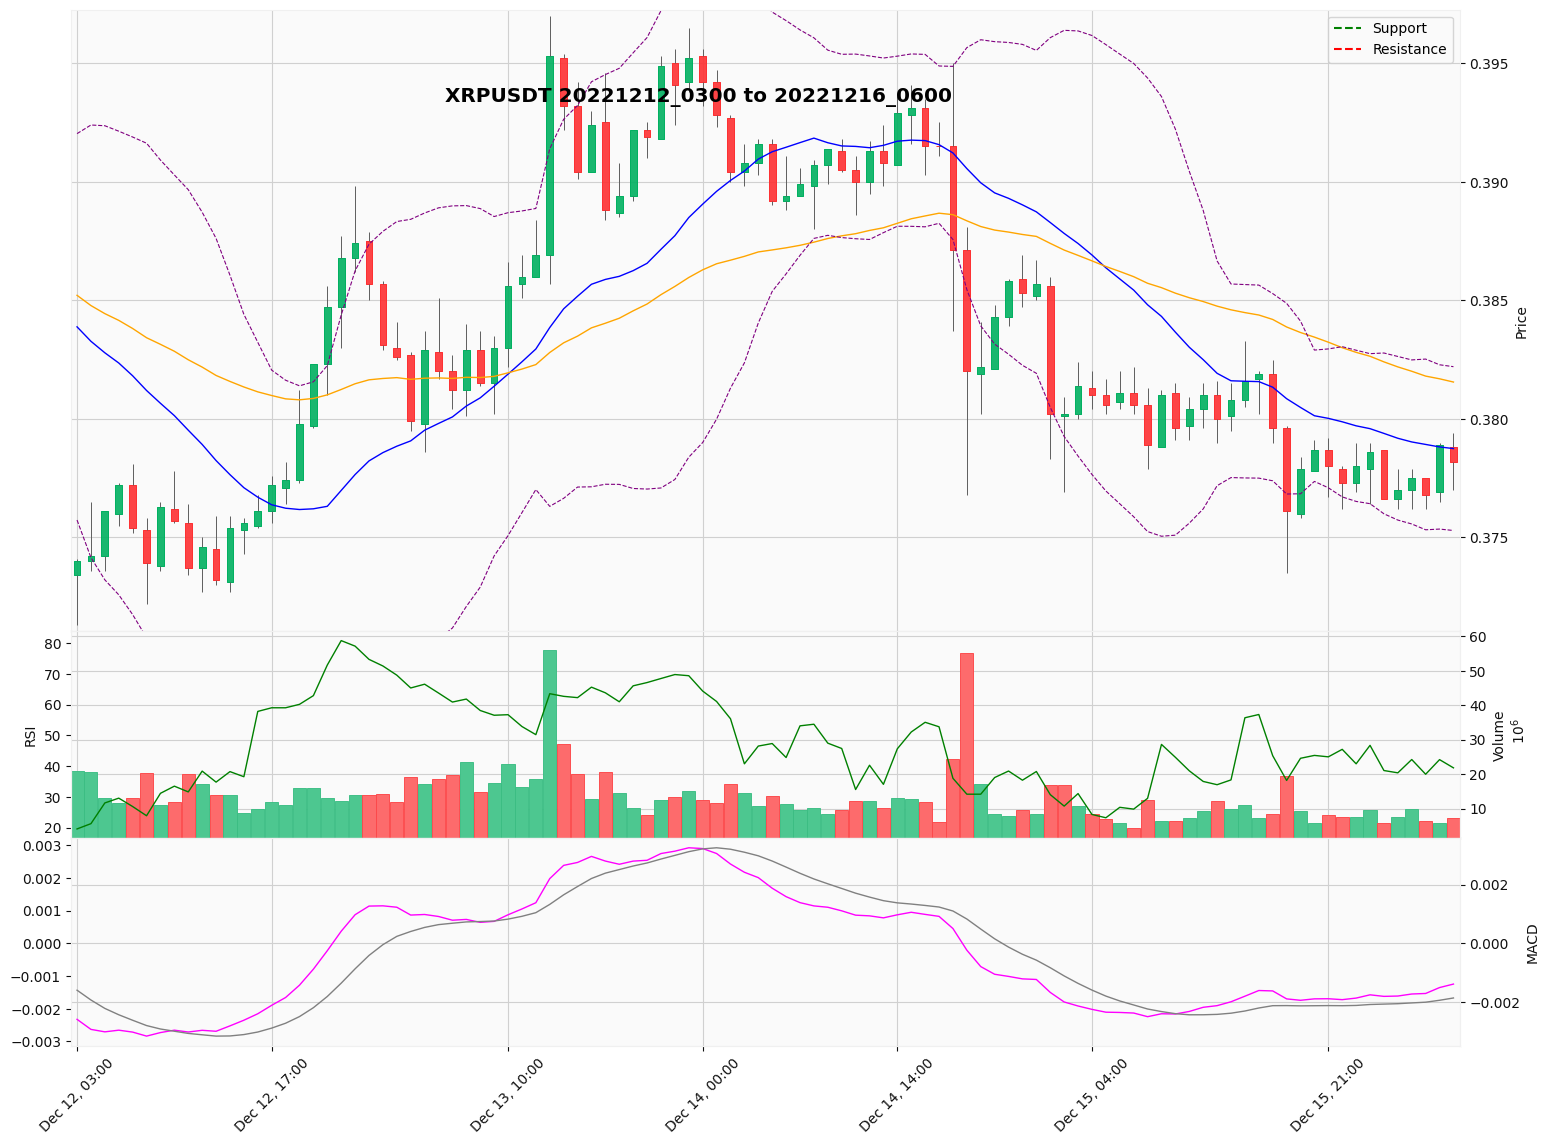 XRPUSDT 20221212_0300 to 20221216_0600
Support
Resistance
0.395
0.390
0.385
0.380
0.375
Price
80
70
60
50
40
30
20
RSI
60
50
40
30
20
10
Volume
10^6
0.003
0.002
0.001
0.000
−0.001
−0.002
−0.003
0.002
0.000
−0.002
MACD
Dec 12, 03:00
Dec 12, 17:00
Dec 13, 10:00
Dec 14, 00:00
Dec 14, 14:00
Dec 15, 04:00
Dec 15, 21:00